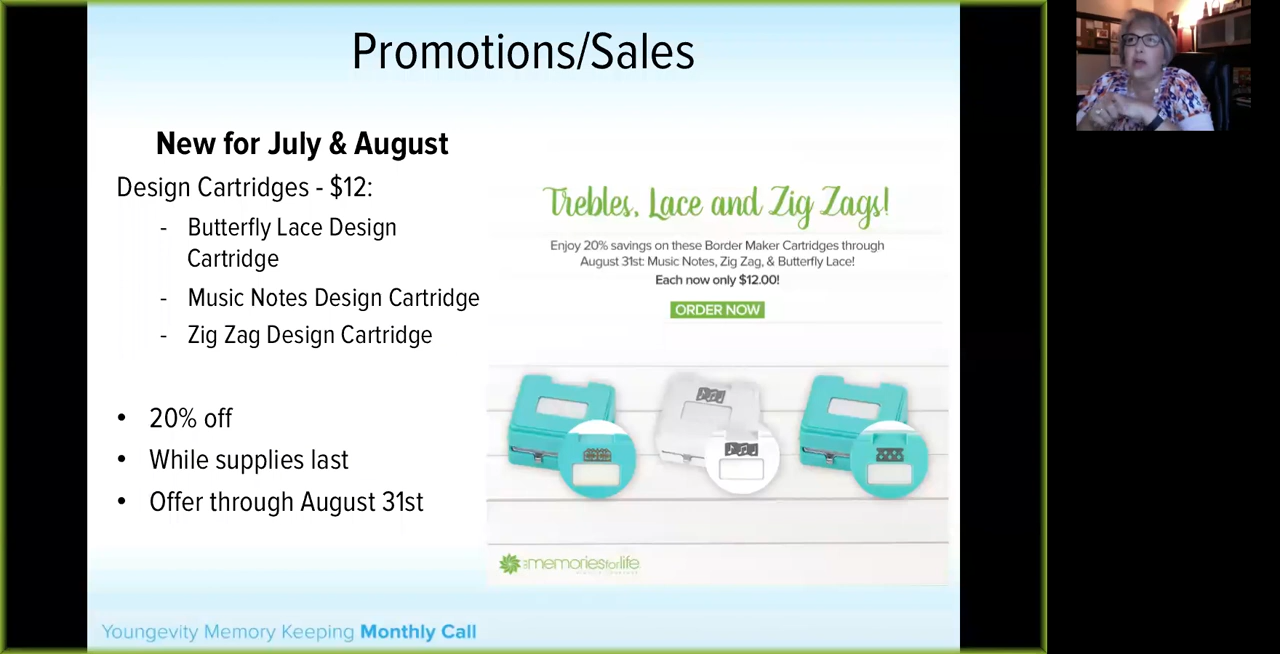 Promotions/Sales
New for July & August
Design Cartridges - $12:
- Butterfly Lace Design
Cartridge
- Music Notes Design Cartridge
- Zig Zag Design Cartridge
• 20% off
• While supplies last
• Offer through August 31st
Trebles, Lace and Zig Zags!
Enjoy 20% savings on these Border Maker Cartridges through
August 31st: Music Notes, Zig Zag, & Butterfly Lace!
Each now only $12.00!
ORDER NOW
memoriesforlife
Youngevity Memory Keeping Monthly Call